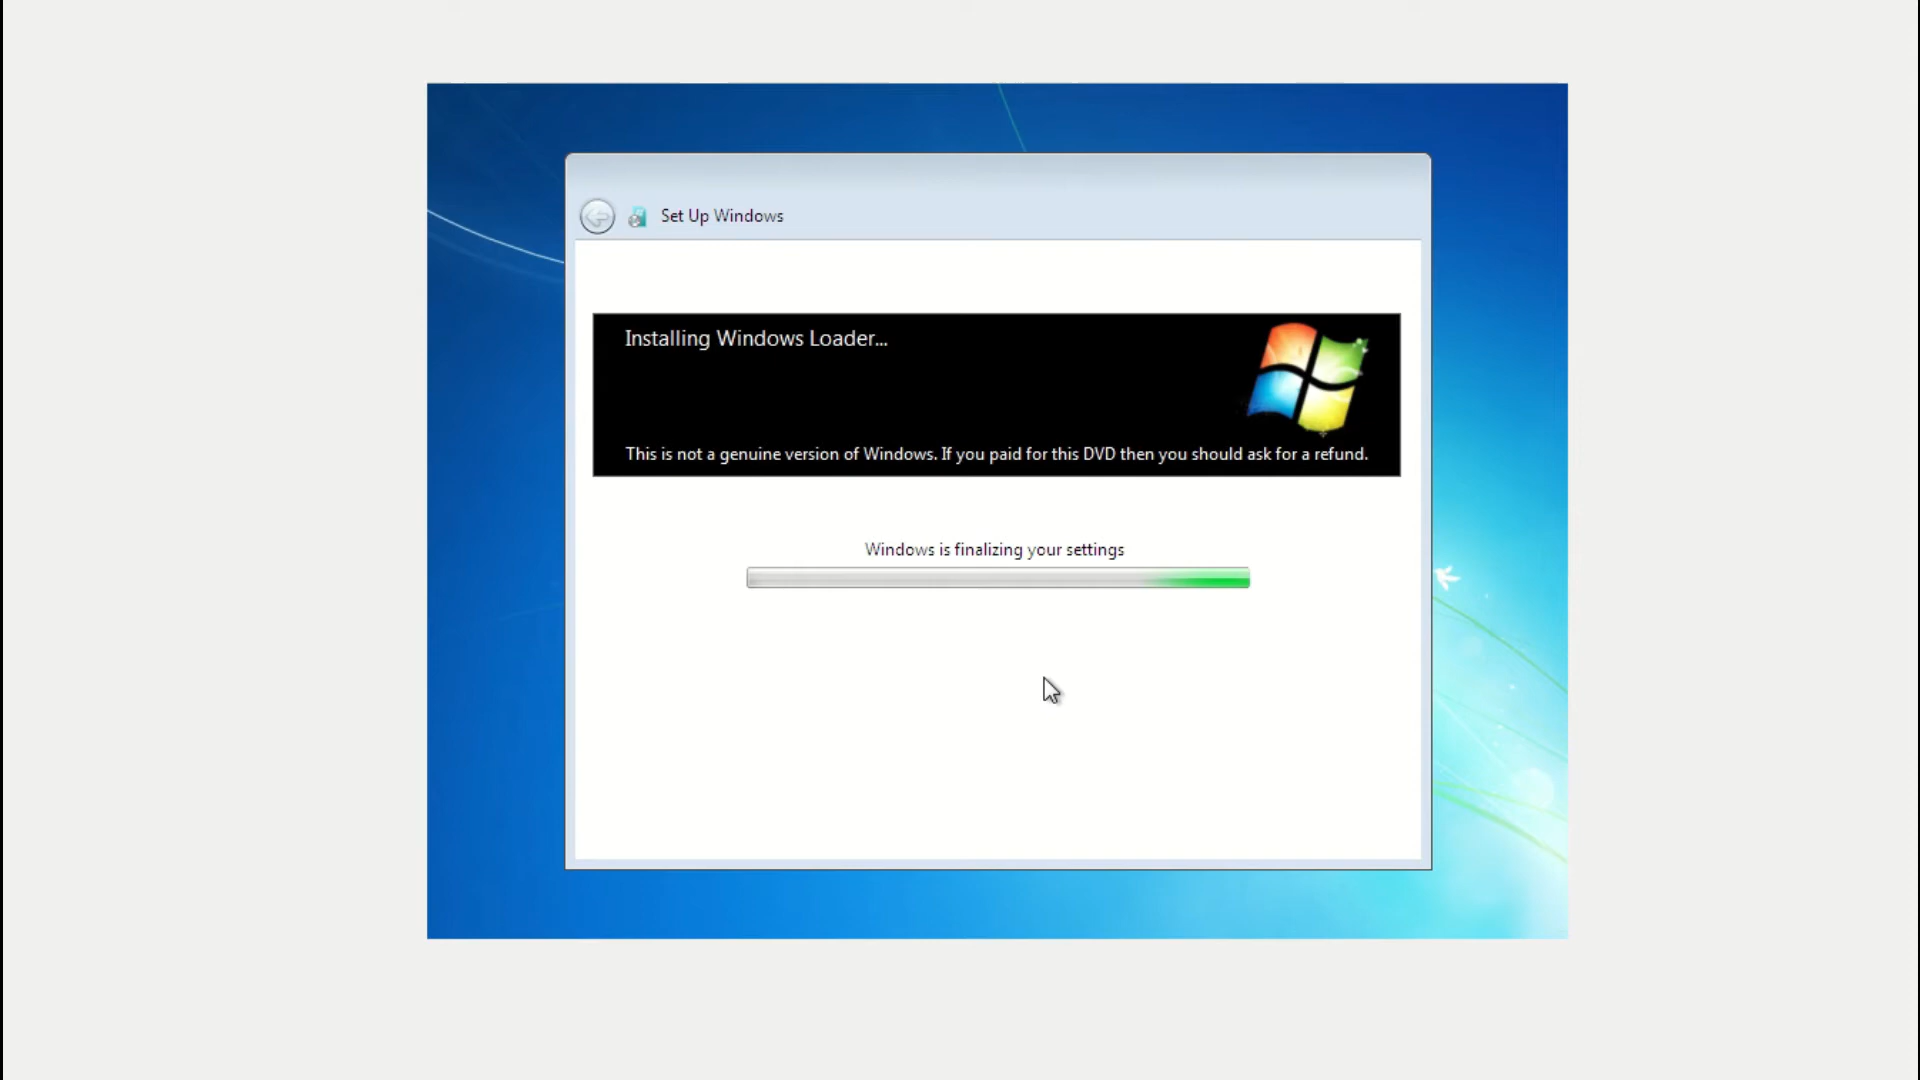 Set Up Windows
Installing Windows Loader...
This is not a genuine version of Windows. If you paid for this DVD then you should ask for a refund.
Windows is finalizing your settings